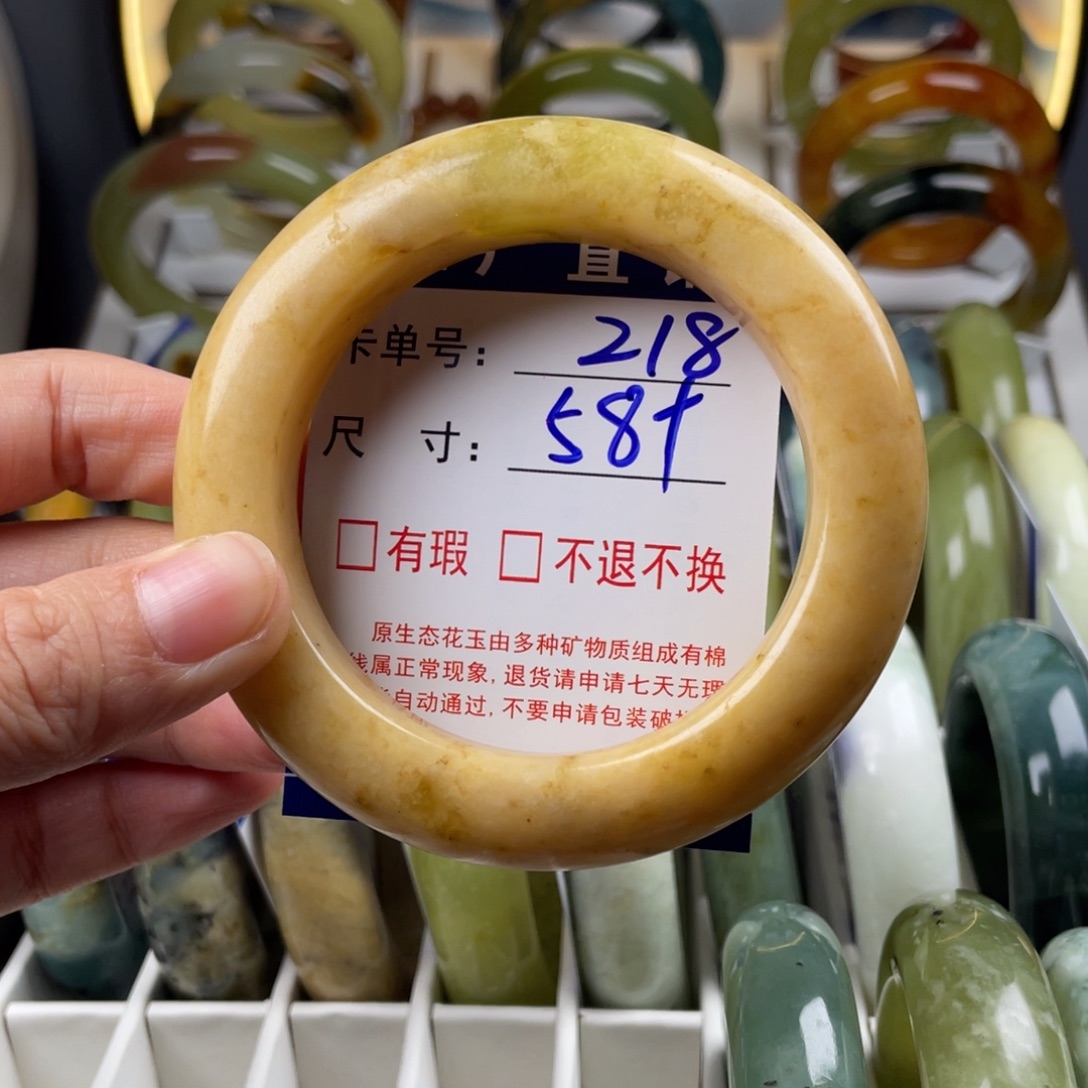 直
卡单号：218
尺 寸：58+
□有瑕 □不退不换
原生态花玉由多种矿物质组成有棉
线属正常现象，退货请申请七天无理
自动通过，不要申请包装破